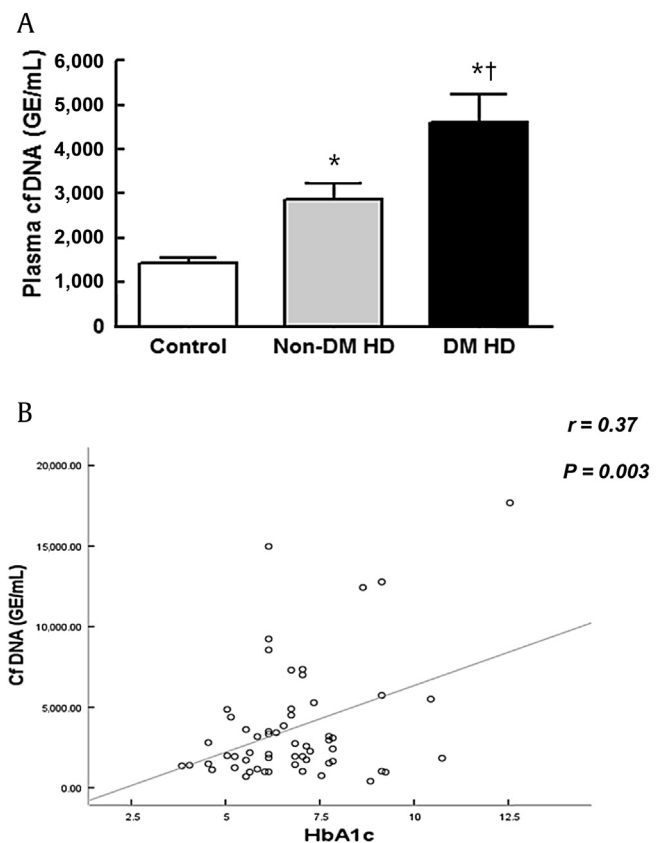 A
Plasma cfDNA (GE/mL)
6,000
5,000
4,000
3,000
2,000
1,000
0
*
*†
Control
Non-DM HD
DM HD
B
r = 0.37
P = 0.003
CfDNA (GE/mL)
20,000.00
15,000.00
10,000.00
5,000.00
0.00
2.5
5
7.5
10
12.5
HbA1c